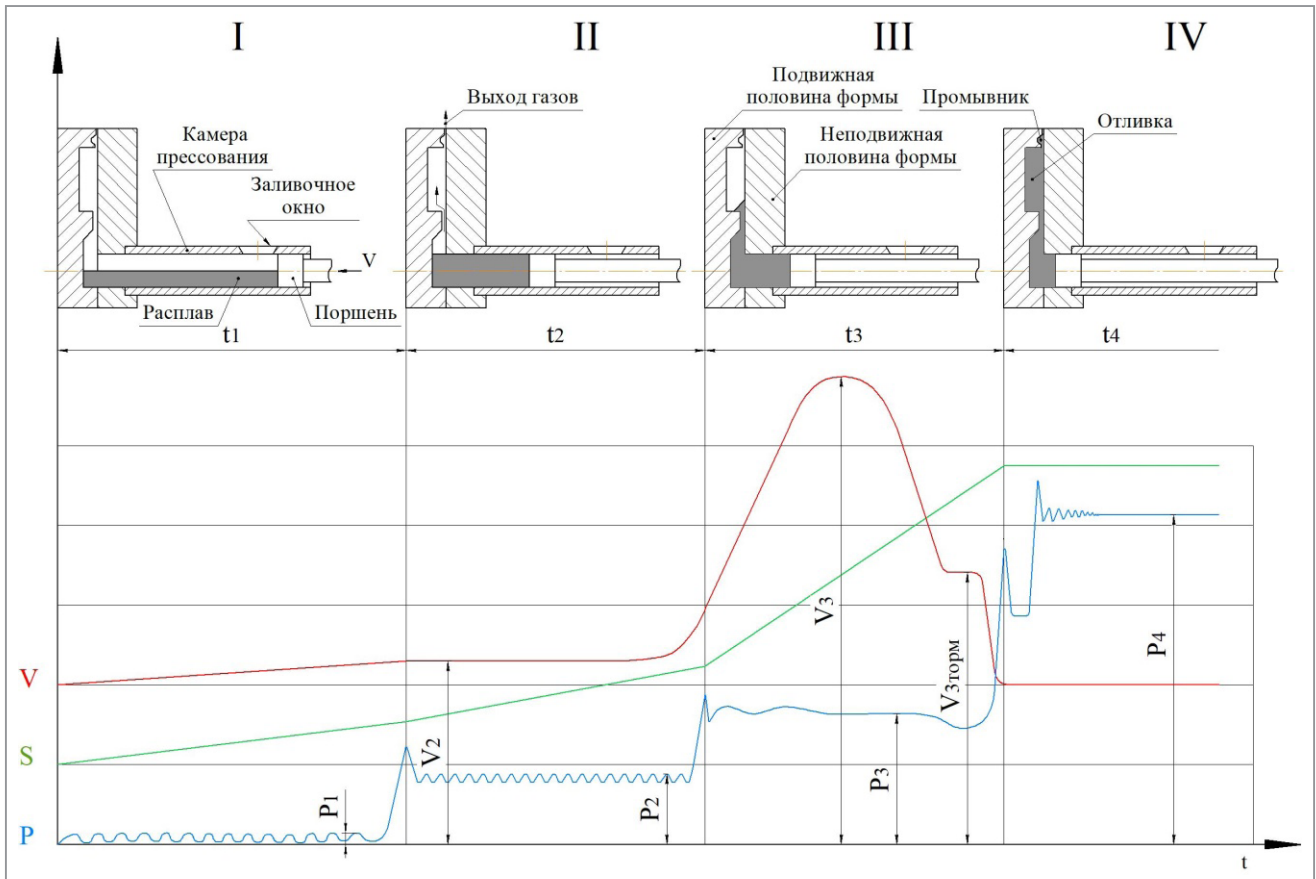 I
II
III
IV
Выход газов
Подвижная
половина формы
Промывник
Камера
прессования
Неподвижная
половина формы
Отливка
Заливочное
окно
V
Расплав
Поршень
t1
t2
t3
t4
V
S
P
P1
V2
P2
V3
P3
V3торм
P4
t